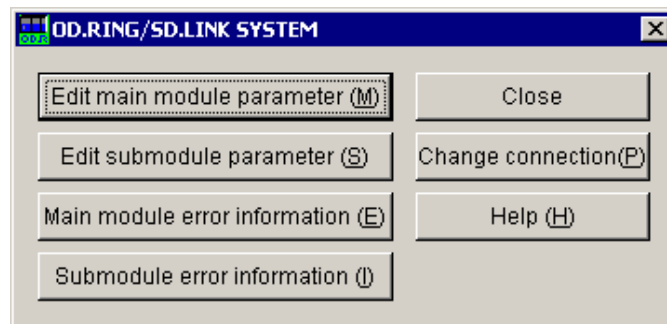 OD.R
OD.RING/SD.LINK SYSTEM
Edit main module parameter (M)
Close
Edit submodule parameter (S)
Change connection(P)
Main module error information (E)
Help (H)
Submodule error information (I)